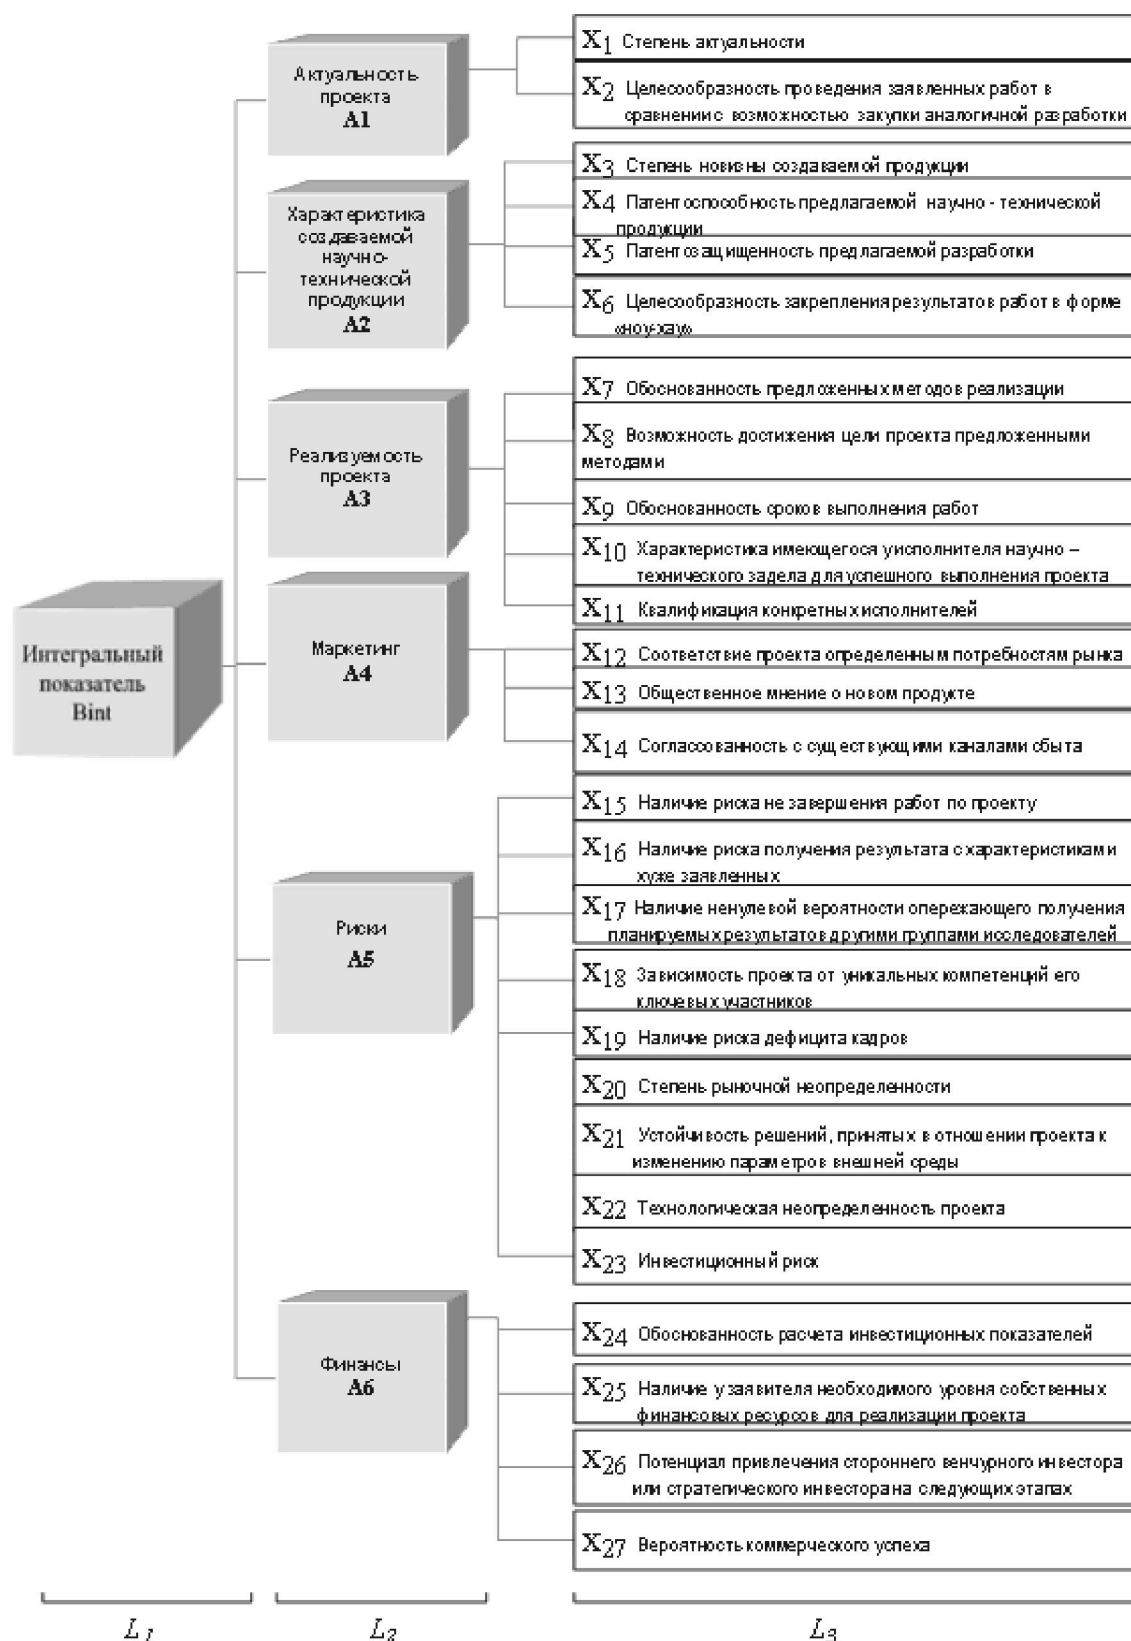 Интегральный
показатель
Bint
Актуальность
проекта
A1
X1 Степень актуальности
X2 Целесообразность проведения заявленных работ в
сравнении с возможностью закупки аналогичной разработки
Характеристика
создаваемой
научно-
технической
продукции
A2
X3 Степень новизны создаваемой продукции
X4 Патентоспособность предлагаемой научно - технической
продукции
X5 Патентозащищенность предлагаемой разработки
X6 Целесообразность закрепления результатов работ в форме
«ноу-хау»
Реализуемость
проекта
A3
X7 Обоснованность предложенных методов реализации
X8 Возможность достижения цели проекта предложенными
методами
X9 Обоснованность сроков выполнения работ
X10 Характеристика имеющегося у исполнителя научно –
технического задела для успешного выполнения проекта
X11 Квалификация конкретных исполнителей
Маркетинг
A4
X12 Соответствие проекта определенным потребностям рынка
X13 Общественное мнение о новом продукте
X14 Согласованность с существующими каналами сбыта
Риски
A5
X15 Наличие риска не завершения работ по проекту
X16 Наличие риска получения результата с характеристиками
хуже заявленных
X17 Наличие ненулевой вероятности опережающего получения
планируемых результатов другими группами исследователей
X18 Зависимость проекта от уникальных компетенций его
ключевых участников
X19 Наличие риска дефицита кадров
X20 Степень рыночной неопределенности
X21 Устойчивость решений, принятых в отношении проекта к
изменению параметров внешней среды
X22 Технологическая неопределенность проекта
X23 Инвестиционный риск
Финансы
A6
X24 Обоснованность расчета инвестиционных показателей
X25 Наличие у заявителя необходимого уровня собственных
финансовых ресурсов для реализации проекта
X26 Потенциал привлечения стороннего венчурного инвестора
или стратегического инвестора на следующих этапах
X27 Вероятность коммерческого успеха
L1 L2 L3